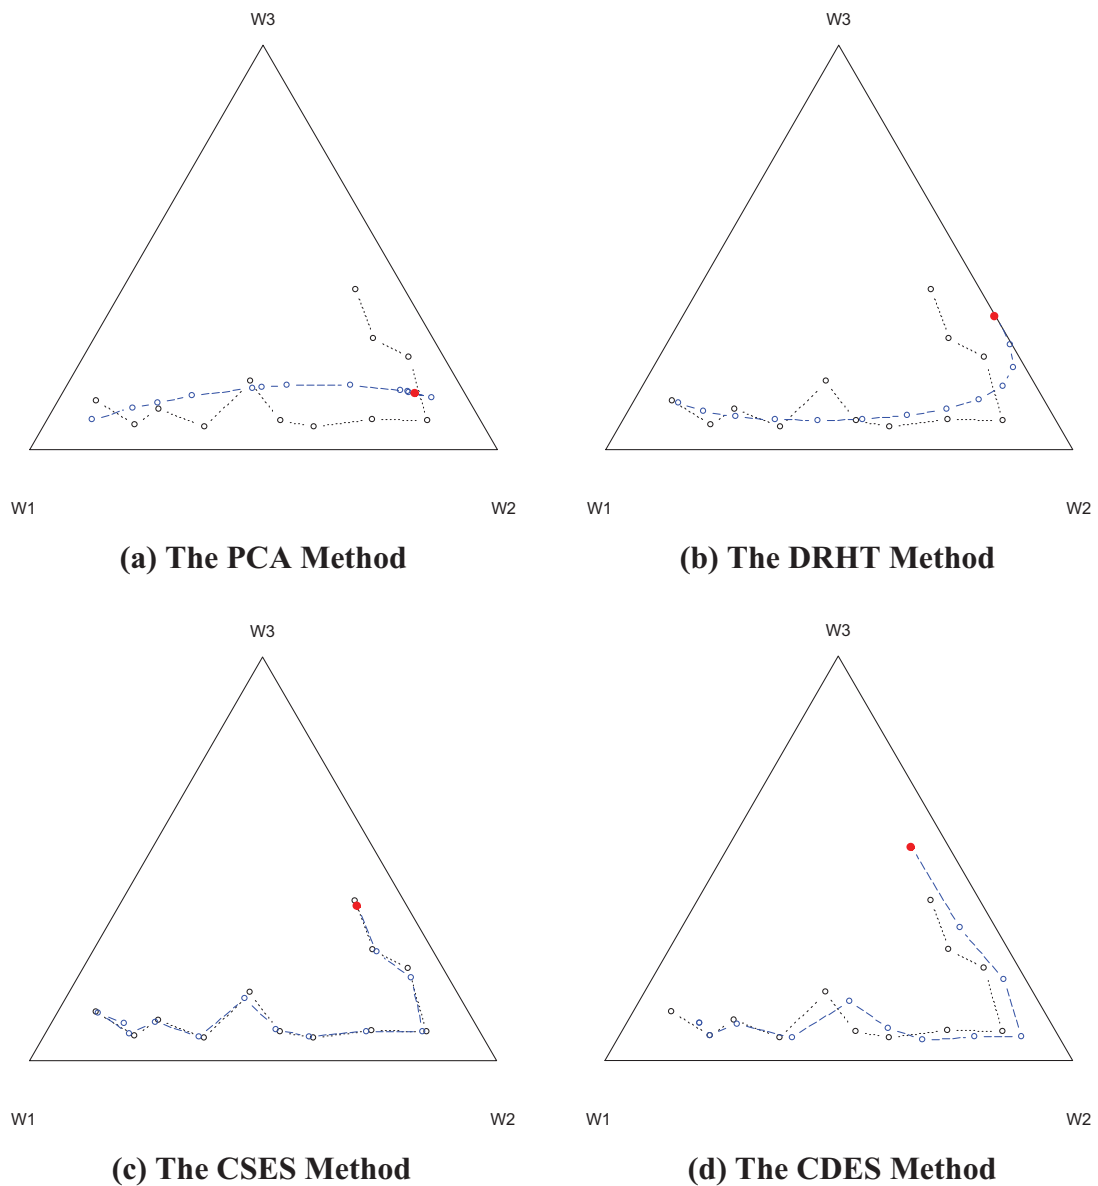 W3
W3
W1
W2
W1
W2
(a) The PCA Method
(b) The DRHT Method
W3
W3
W1
W2
W1
W2
(c) The CSES Method
(d) The CDES Method